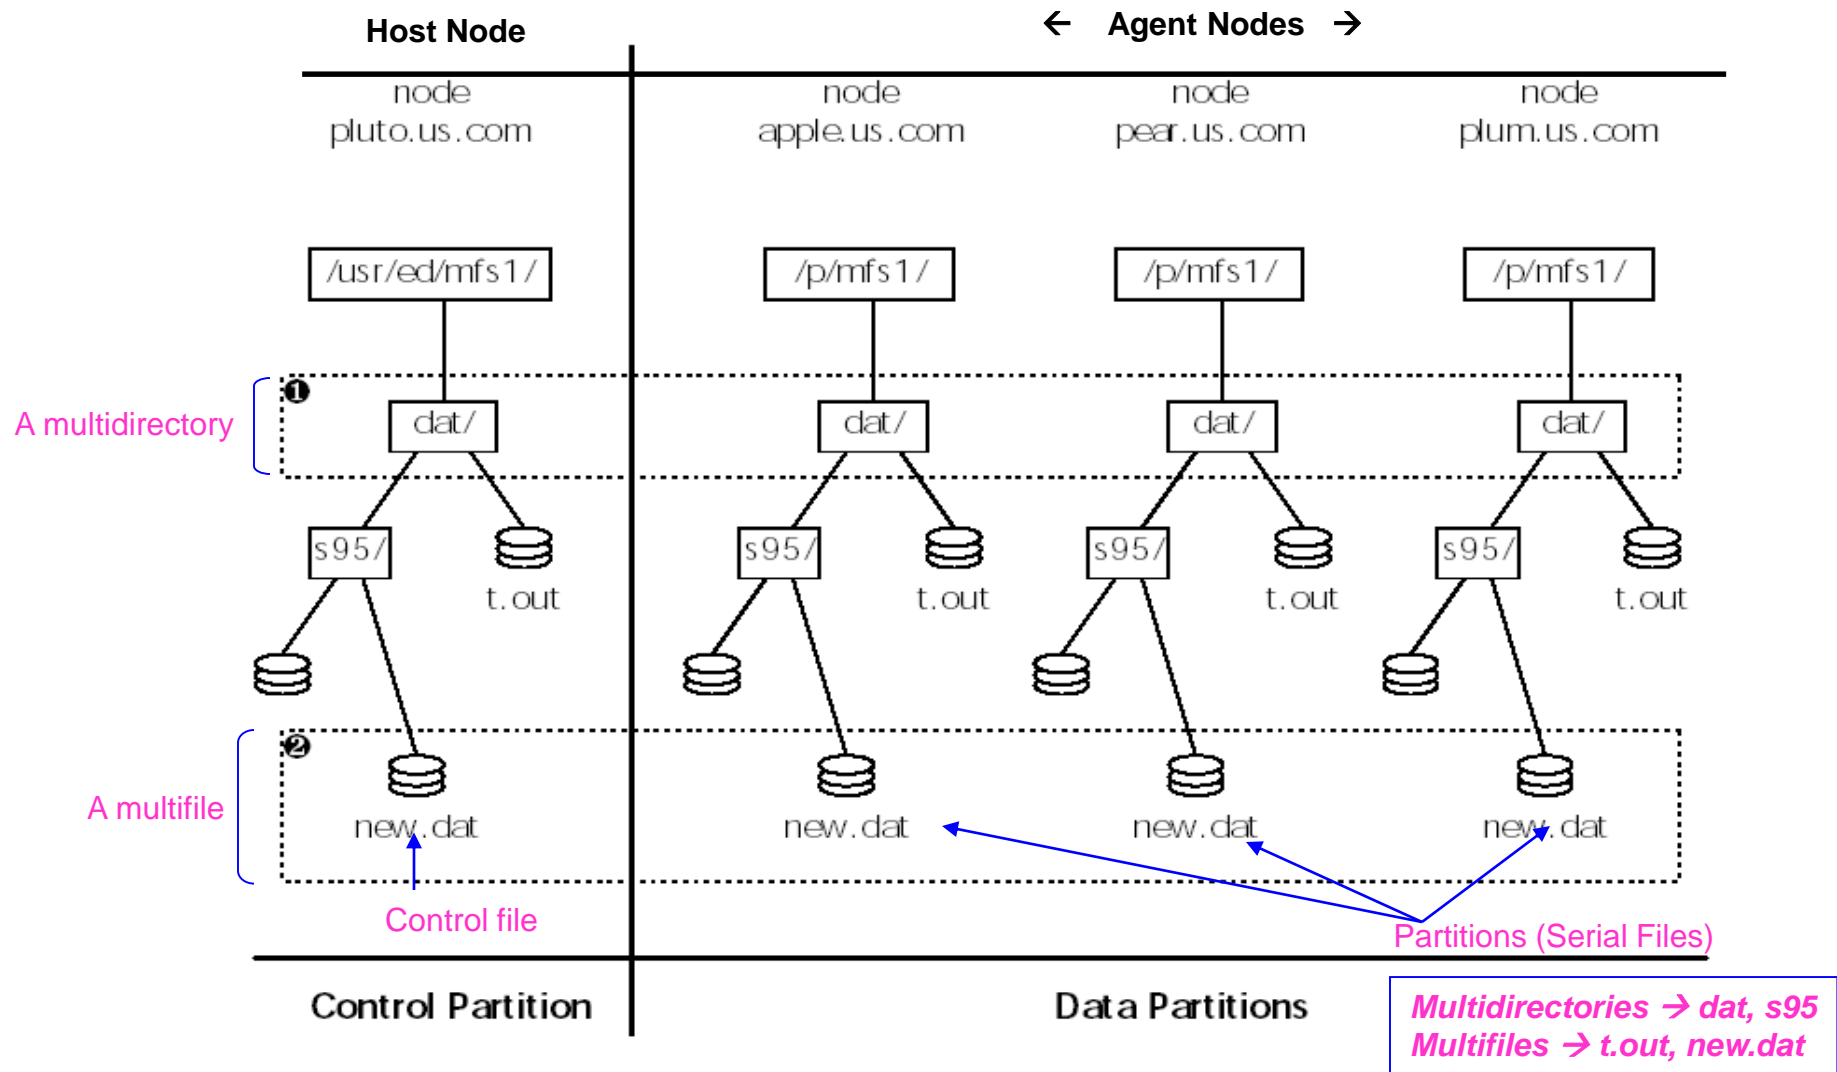 Host Node
← Agent Nodes →
node
pluto.us.com
node
apple.us.com
node
pear.us.com
node
plum.us.com
/usr/ed/mfs1/
/p/mfs1/
/p/mfs1/
/p/mfs1/
❶
A multidirectory
dat/
dat/
dat/
dat/
s95/
s95/
s95/
s95/
t.out
t.out
t.out
t.out
❷
A multifile
new.dat
new.dat
new.dat
new.dat
Control file
Partitions (Serial Files)
Control Partition
Data Partitions
Multidirectories → dat, s95
Multifiles → t.out, new.dat